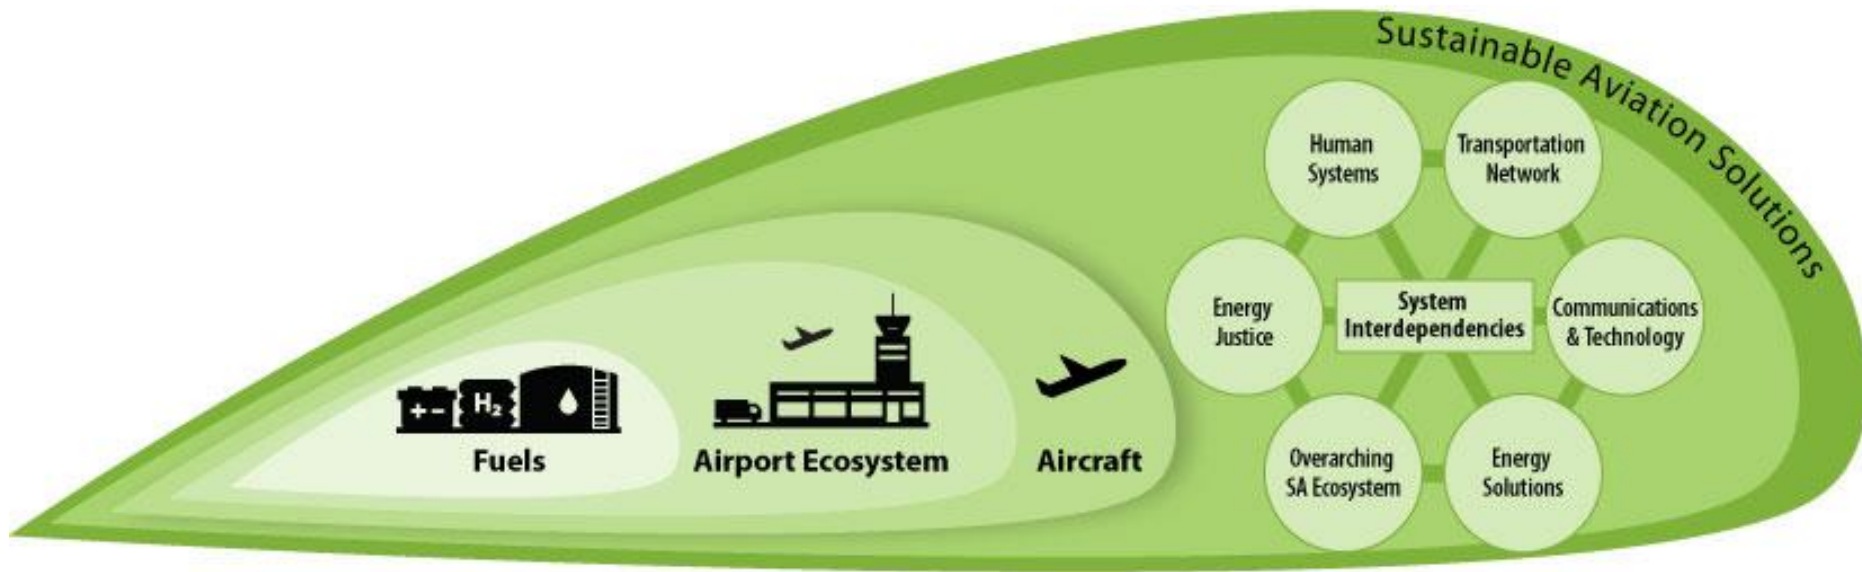 Sustainable Aviation Solutions
Human
Systems
Transportation
Network
Energy
Justice
System
Interdependencies
Communications
& Technology
Overarching
SA Ecosystem
Energy
Solutions
+ −
H₂
Fuels
Airport Ecosystem
Aircraft